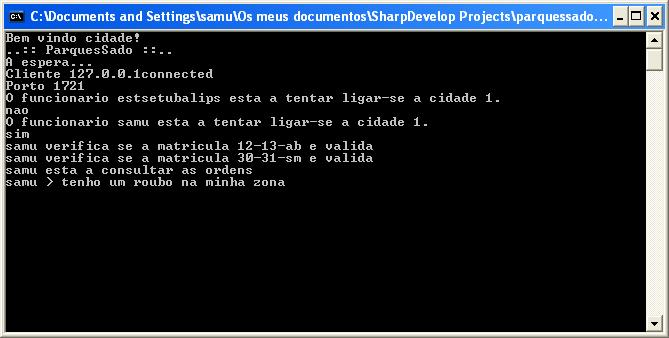 C:\Documents and Settings\samu\Os meus documentos\SharpDevelop Projects\parquessado...
Bem vindo cidade!
..:: ParquesSado ::..
A espera...
Cliente 127.0.0.1connected
Porto 1721
O funcionario estsetubalips esta a tentar ligar-se a cidade 1.
nao
O funcionario samu esta a tentar ligar-se a cidade 1.
sim
samu verifica se a matricula 12-13-ab e valida
samu verifica se a matricula 30-31-sm e valida
samu esta a consultar as ordens
samu > tenho um roubo na minha zona